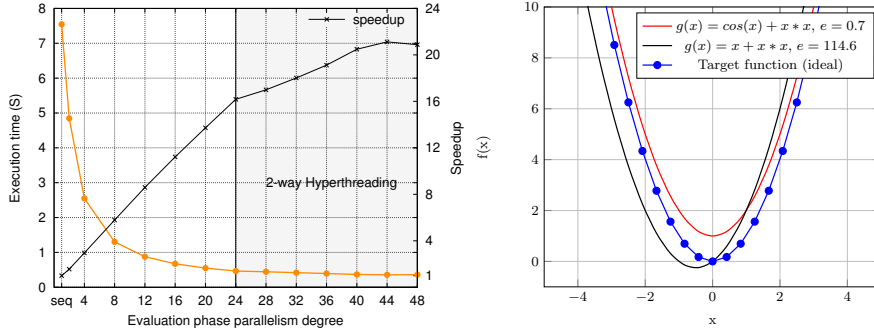 speedup
8
7
6
5
4
3
2
1
0
Execution time (S)
24
20
16
12
8
4
1
Speedup
2-way Hyperthreading
seq 4 8 12 16 20 24 28 32 36 40 44 48
Evaluation phase parallelism degree
g(x) = cos(x) + x ∗ x, e = 0.7
g(x) = x + x ∗ x, e = 114.6
Target function (ideal)
10
8
6
4
2
0
f(x)
−4 −2 0 2 4
x